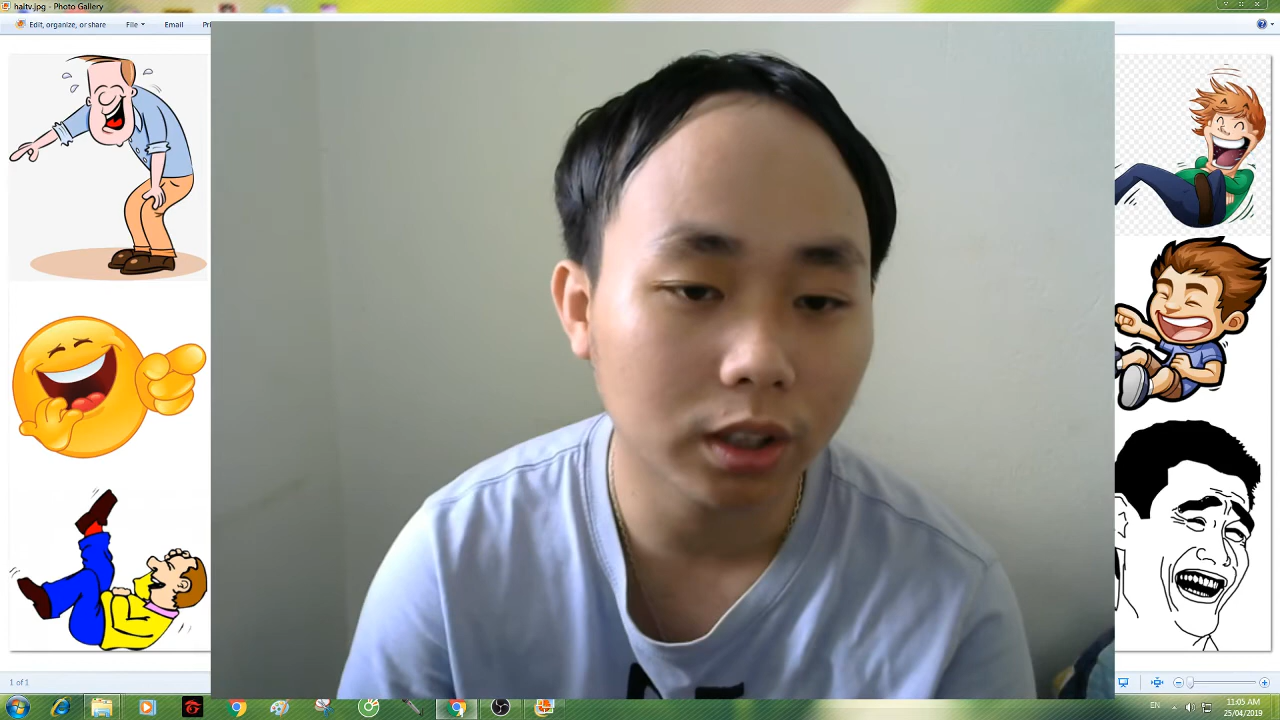 haitv.jpg - Photo Gallery
Edit, organize, or share
File
Email
1 of 1
EN
11:05 AM
25/04/2019